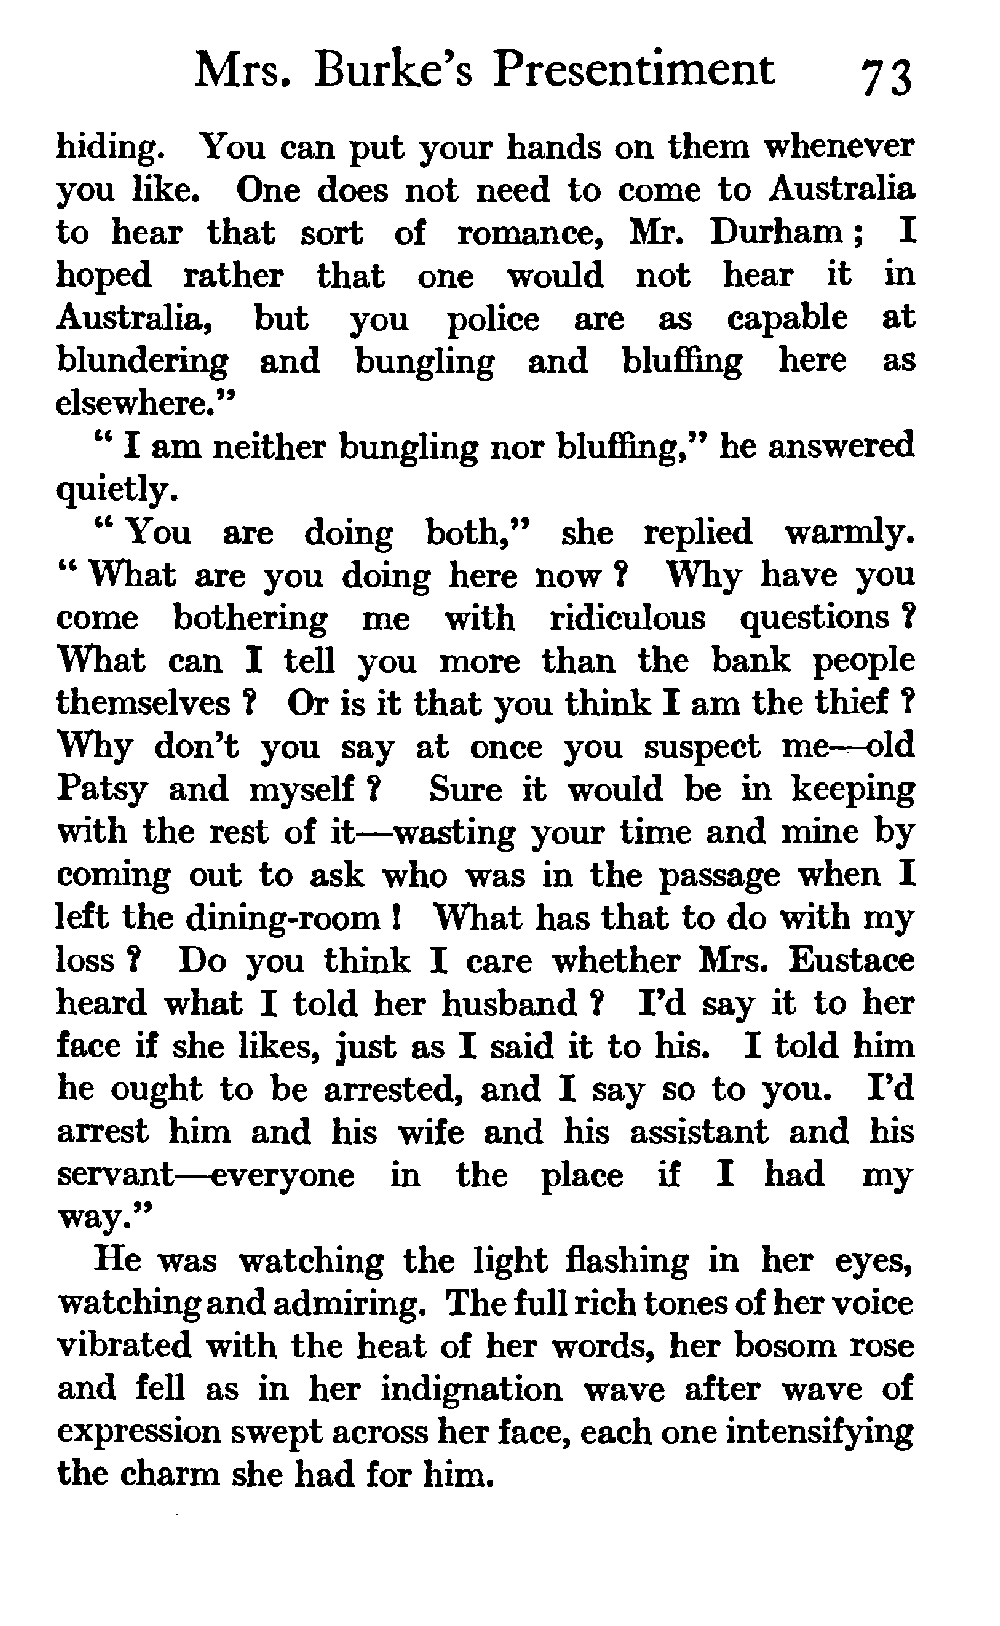 Mrs. Burke's Presentiment 73
hiding. You can put your hands on them whenever
you like. One does not need to come to Australia
to hear that sort of romance, Mr. Durham ; I
hoped rather that one would not hear it in
Australia, but you police are as capable at
blundering and bungling and bluffing here as
elsewhere."
" I am neither bungling nor bluffing," he answered
quietly.
" You are doing both," she replied warmly.
" What are you doing here now ? Why have you
come bothering me with ridiculous questions ?
What can I tell you more than the bank people
themselves ? Or is it that you think I am the thief ?
Why don't you say at once you suspect me—old
Patsy and myself ? Sure it would be in keeping
with the rest of it—wasting your time and mine by
coming out to ask who was in the passage when I
left the dining-room ! What has that to do with my
loss ? Do you think I care whether Mrs. Eustace
heard what I told her husband ? I'd say it to her
face if she likes, just as I said it to his. I told him
he ought to be arrested, and I say so to you. I'd
arrest him and his wife and his assistant and his
servant—everyone in the place if I had my
way."
He was watching the light flashing in her eyes,
watching and admiring. The full rich tones of her voice
vibrated with the heat of her words, her bosom rose
and fell as in her indignation wave after wave of
expression swept across her face, each one intensifying
the charm she had for him.